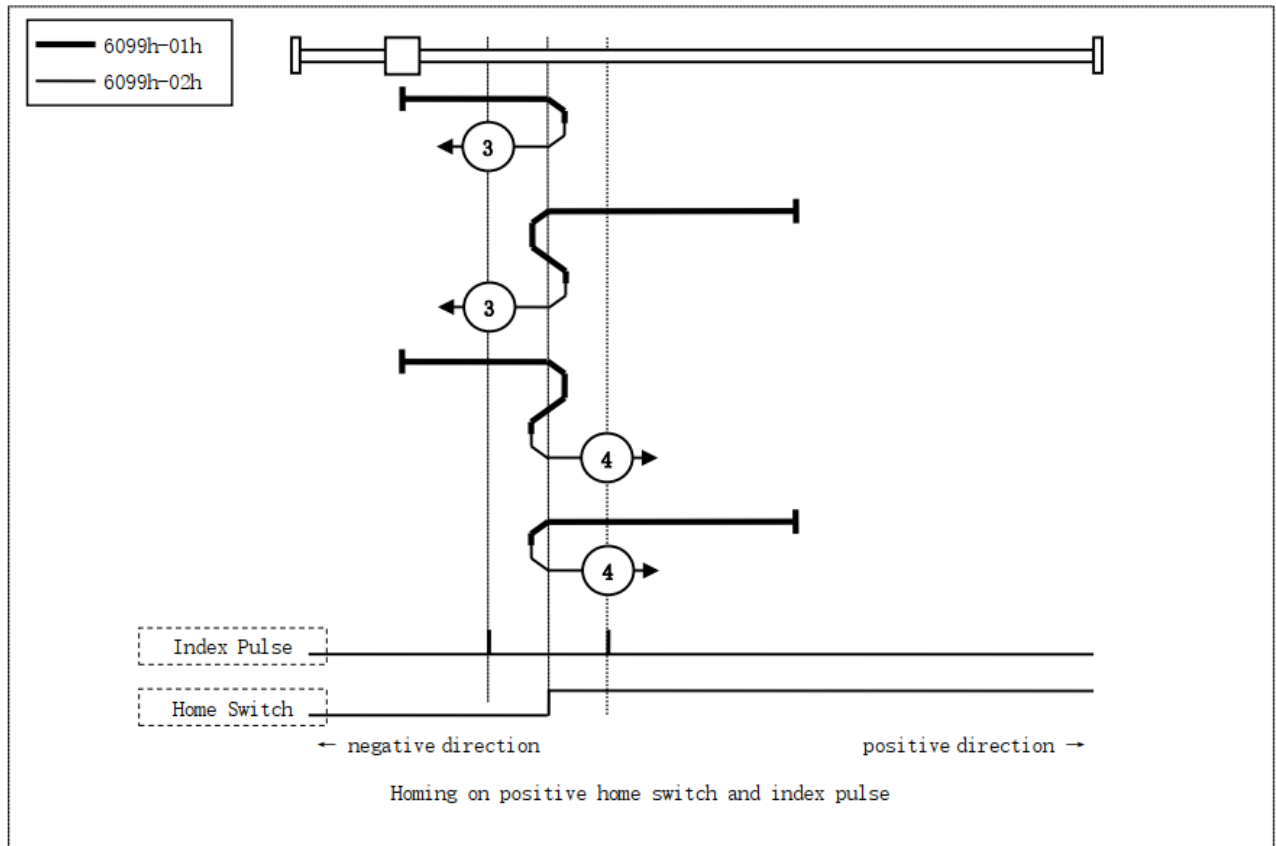 6099h-01h
6099h-02h
3
3
4
4
Index Pulse
Home Switch
← negative direction
positive direction →
Homing on positive home switch and index pulse